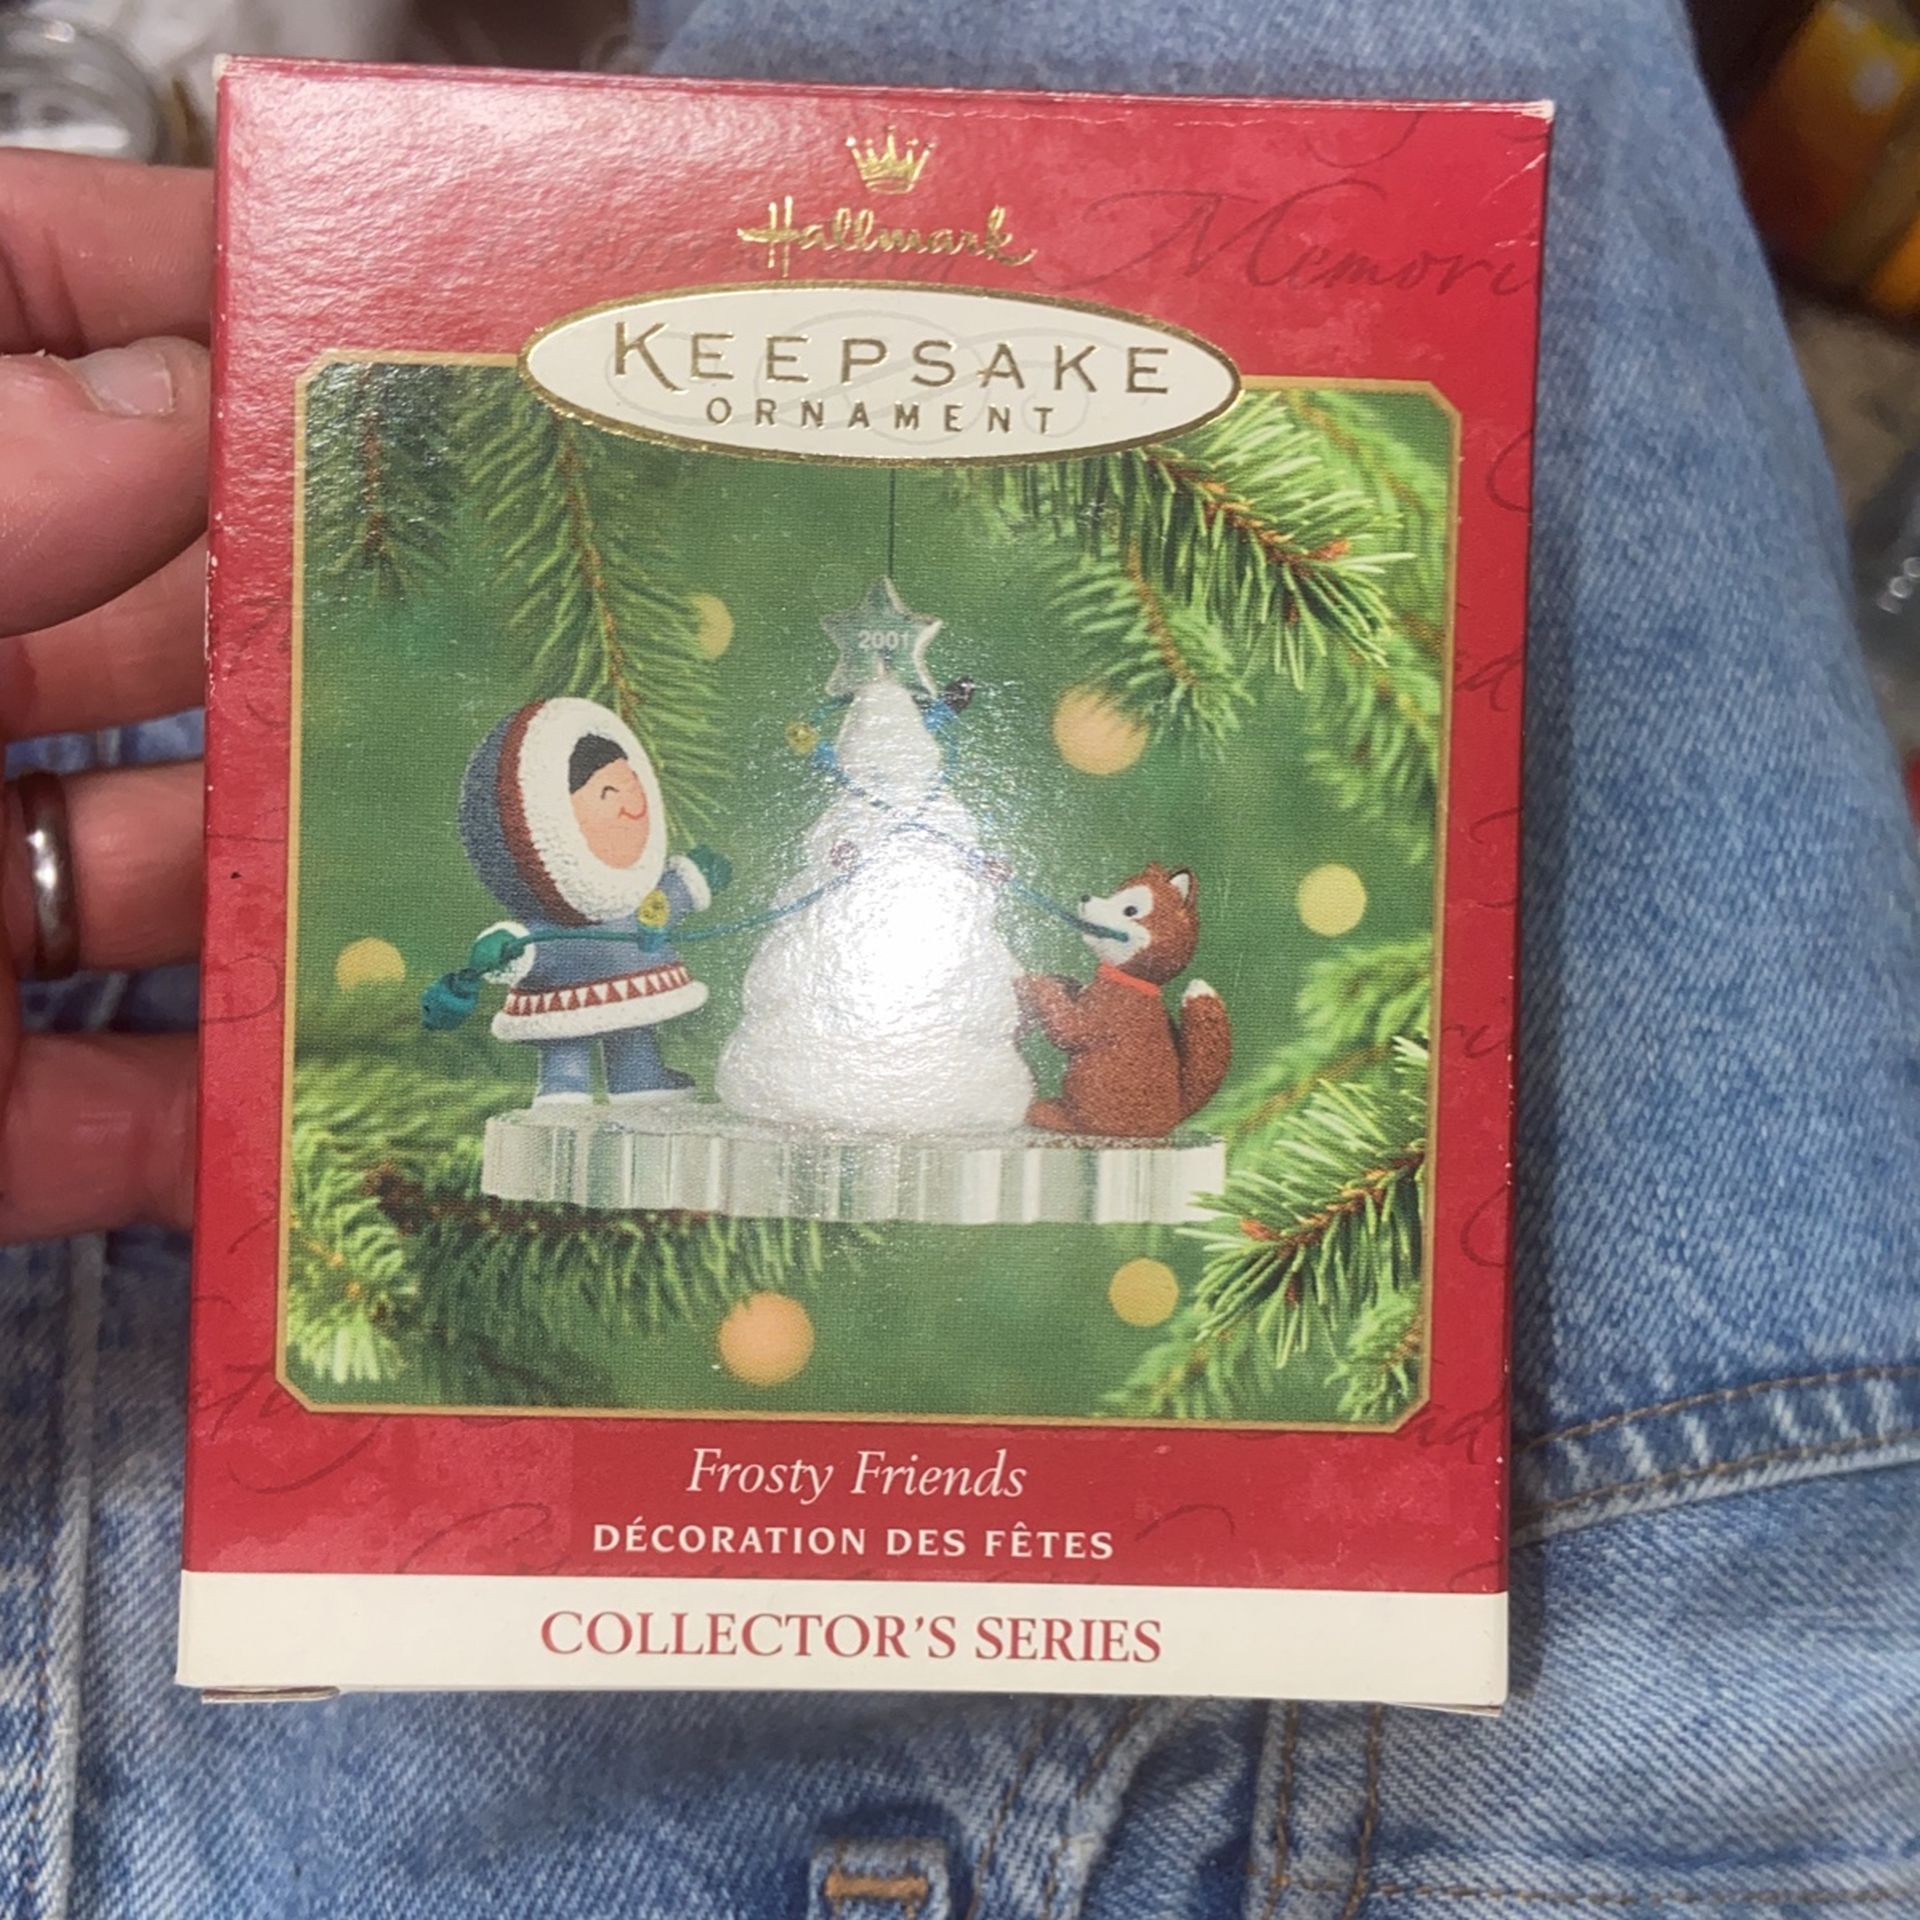 Hallmark
KEEPSAKE
ORNAMENT
2001
Frosty Friends
DÉCORATION DES FÊTES
COLLECTOR'S SERIES